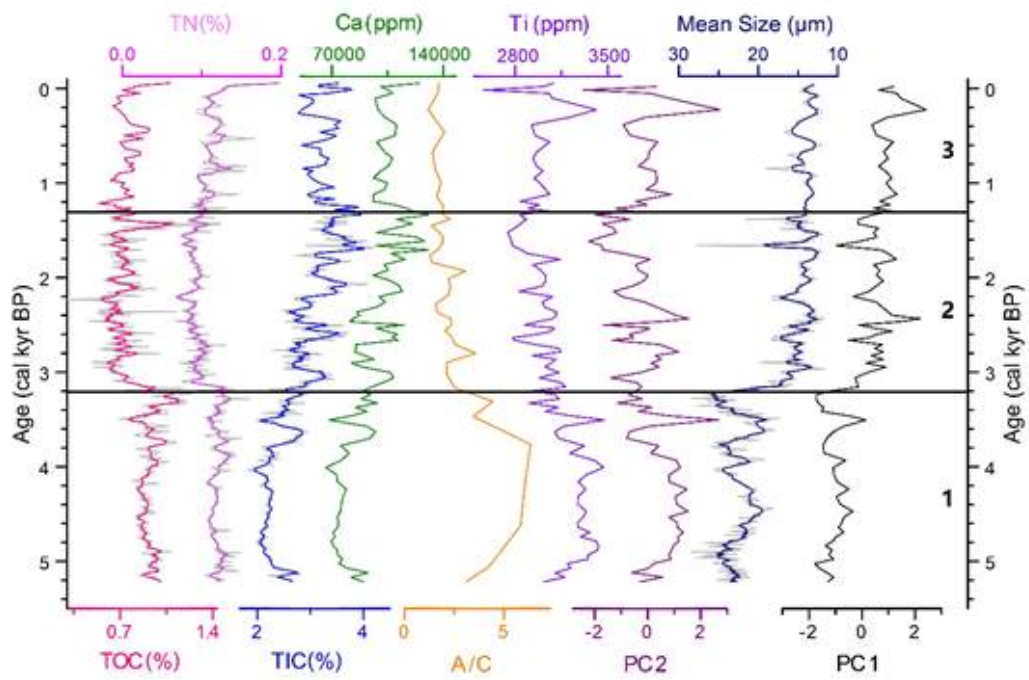 TN(%) Ca(ppm) Ti (ppm) Mean Size (μm)
0.0 0.2 70000 140000 2800 3500 30 20 10
0 0
3
1 1
2
2 2
3 3
4 4
1
5 5
Age (cal kyr BP) Age (cal kyr BP)
0.7 1.4 2 4 0 5 -2 0 2 -2 0 2
TOC(%) TIC(%) A/C PC2 PC1